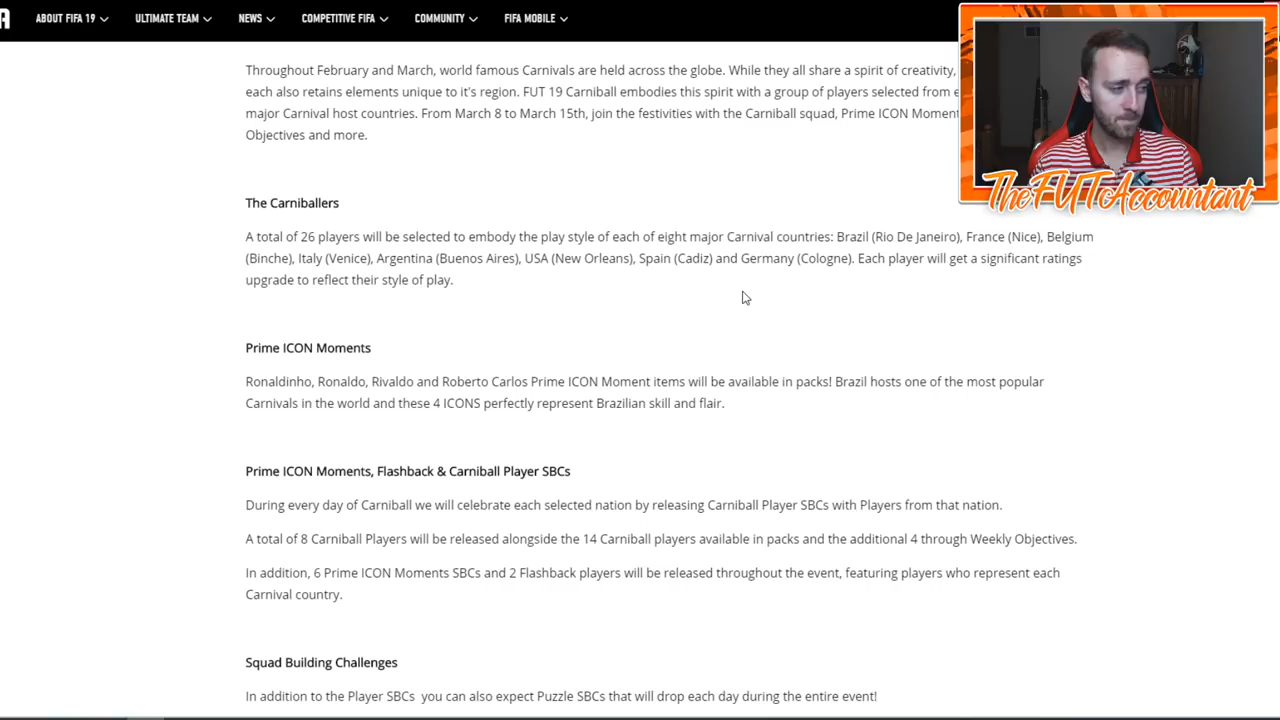 A
ABOUT FIFA 19
ULTIMATE TEAM
NEWS
COMPETITIVE FIFA
COMMUNITY
FIFA MOBILE
Throughout February and March, world famous Carnivals are held across the globe. While they all share a spirit of creativity,
each also retains elements unique to it's region. FUT 19 Carniball embodies this spirit with a group of players selected from
major Carnival host countries. From March 8 to March 15th, join the festivities with the Carniball squad, Prime ICON Moment
Objectives and more.
TheFUTAccountant
The Carniballers
A total of 26 players will be selected to embody the play style of each of eight major Carnival countries: Brazil (Rio De Janeiro), France (Nice), Belgium
(Binche), Italy (Venice), Argentina (Buenos Aires), USA (New Orleans), Spain (Cadiz) and Germany (Cologne). Each player will get a significant ratings
upgrade to reflect their style of play.
Prime ICON Moments
Ronaldinho, Ronaldo, Rivaldo and Roberto Carlos Prime ICON Moment items will be available in packs! Brazil hosts one of the most popular
Carnivals in the world and these 4 ICONS perfectly represent Brazilian skill and flair.
Prime ICON Moments, Flashback & Carniball Player SBCs
During every day of Carniball we will celebrate each selected nation by releasing Carniball Player SBCs with Players from that nation.
A total of 8 Carniball Players will be released alongside the 14 Carniball players available in packs and the additional 4 through Weekly Objectives.
In addition, 6 Prime ICON Moments SBCs and 2 Flashback players will be released throughout the event, featuring players who represent each
Carnival country.
Squad Building Challenges
In addition to the Player SBCs you can also expect Puzzle SBCs that will drop each day during the entire event!